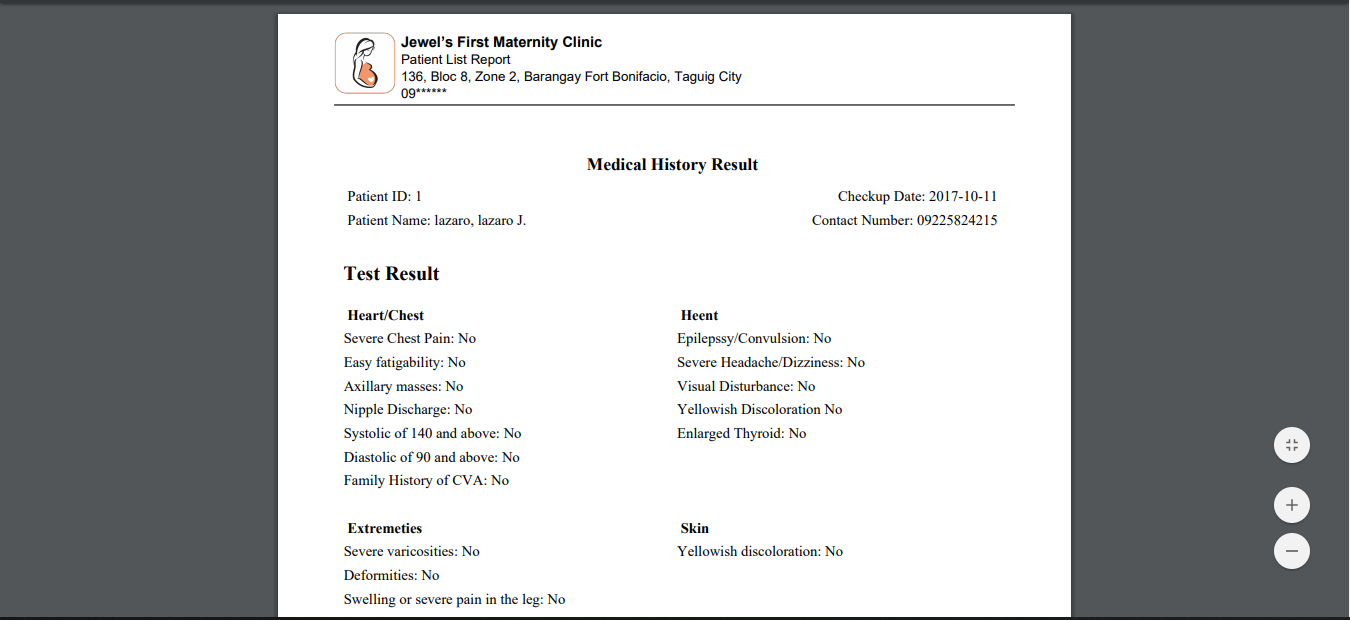 Jewel's First Maternity Clinic
Patient List Report
136, Bloc 8, Zone 2, Barangay Fort Bonifacio, Taguig City
09******
Medical History Result
Patient ID: 1
Checkup Date: 2017-10-11
Patient Name: lazaro, lazaro J.
Contact Number: 09225824215
Test Result
Heart/Chest
Severe Chest Pain: No
Easy fatigability: No
Axillary masses: No
Nipple Discharge: No
Systolic of 140 and above: No
Diastolic of 90 and above: No
Family History of CVA: No
Heent
Epilepssy/Convulsion: No
Severe Headache/Dizziness: No
Visual Disturbance: No
Yellowish Discoloration No
Enlarged Thyroid: No
Extremeties
Severe varicosities: No
Deformities: No
Swelling or severe pain in the leg: No
Skin
Yellowish discoloration: No